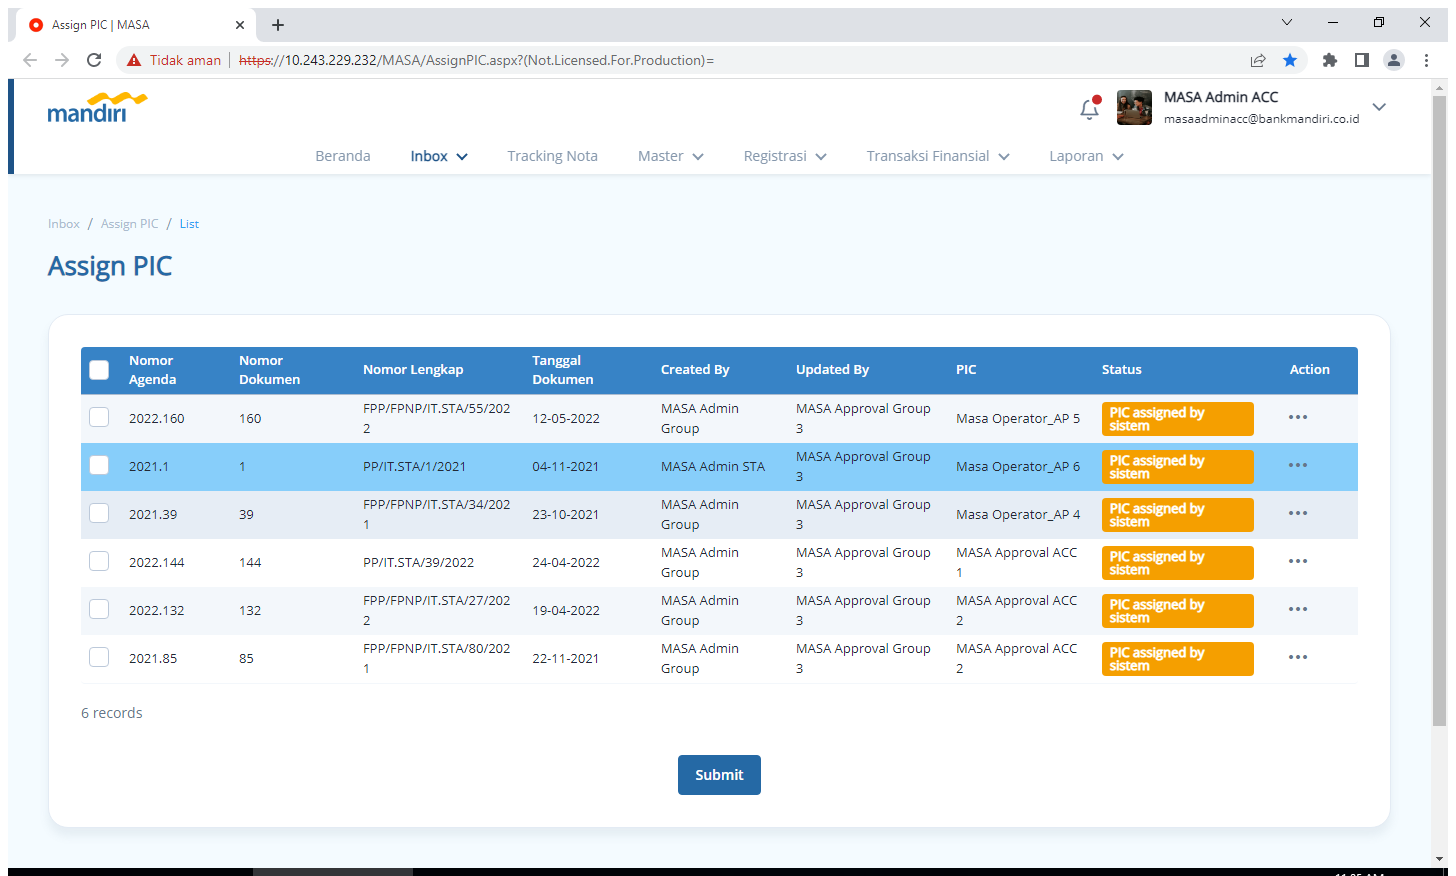 Assign PIC | MASA
Tidak aman
https://10.243.229.232/MASA/AssignPIC.aspx?(Not.Licensed.For.Production)=
mandiri
MASA Admin ACC
masaadminacc@bankmandiri.co.id
Beranda Inbox Tracking Nota Master Registrasi Transaksi Finansial Laporan
Inbox / Assign PIC / List
Assign PIC
Nomor Agenda Nomor Dokumen Nomor Lengkap Tanggal Dokumen Created By Updated By PIC Status Action
2022.160 160 FPP/FPNP/IT.STA/55/2022 12-05-2022 MASA Admin Group MASA Approval Group 3 Masa Operator_AP 5 PIC assigned by sistem
2021.1 1 PP/IT.STA/1/2021 04-11-2021 MASA Admin STA MASA Approval Group 3 Masa Operator_AP 6 PIC assigned by sistem
2021.39 39 FPP/FPNP/IT.STA/34/2021 23-10-2021 MASA Admin Group MASA Approval Group 3 Masa Operator_AP 4 PIC assigned by sistem
2022.144 144 PP/IT.STA/39/2022 24-04-2022 MASA Admin Group MASA Approval Group 3 MASA Approval ACC 1 PIC assigned by sistem
2022.132 132 FPP/FPNP/IT.STA/27/2022 19-04-2022 MASA Admin Group MASA Approval Group 3 MASA Approval ACC 2 PIC assigned by sistem
2021.85 85 FPP/FPNP/IT.STA/80/2021 22-11-2021 MASA Admin Group MASA Approval Group 3 MASA Approval ACC 2 PIC assigned by sistem
6 records
Submit